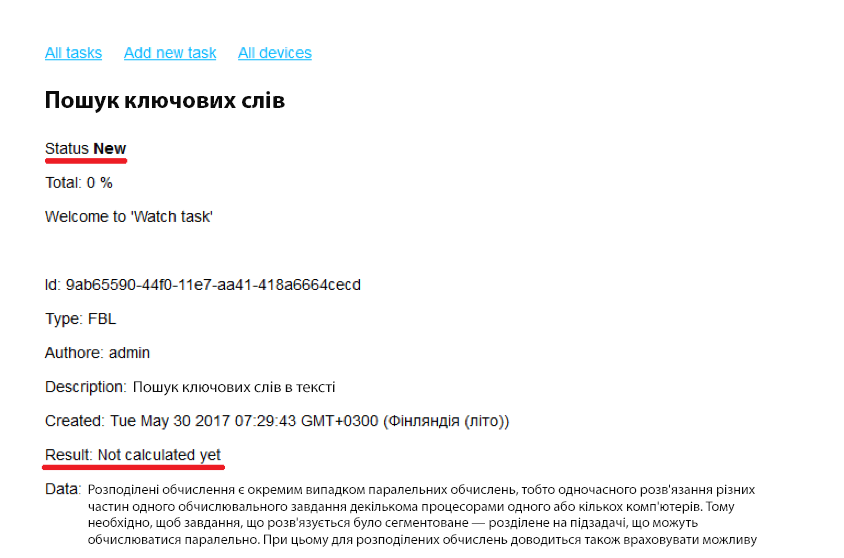 All tasks Add new task All devices
Пошук ключових слів
Status New
Total: 0 %
Welcome to 'Watch task'
Id: 9ab65590-44f0-11e7-aa41-418a6664cecd
Type: FBL
Authore: admin
Description: Пошук ключових слів в тексті
Created: Tue May 30 2017 07:29:43 GMT+0300 (Фінляндія (літо))
Result: Not calculated yet
Data: Розподілені обчислення є окремим випадком паралельних обчислень, тобто одночасного розв'язання різних
частин одного обчислювального завдання декількома процесорами одного або кількох комп'ютерів. Тому
необхідно, щоб завдання, що розв'язується було сегментоване — розділене на підзадачі, що можуть
обчислюватися паралельно. При цьому для розподілених обчислень доводиться також враховувати можливу